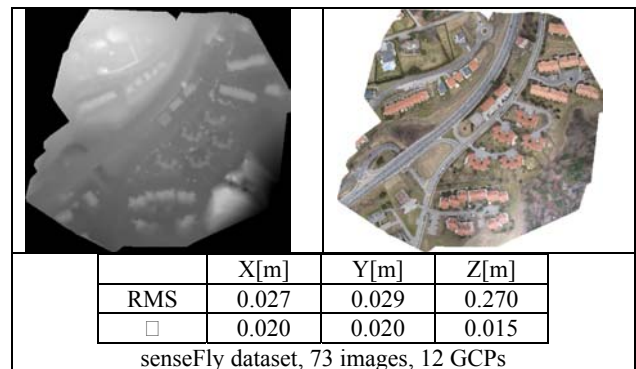 X[m] Y[m] Z[m]
RMS 0.027 0.029 0.270
□ 0.020 0.020 0.015
senseFly dataset, 73 images, 12 GCPs